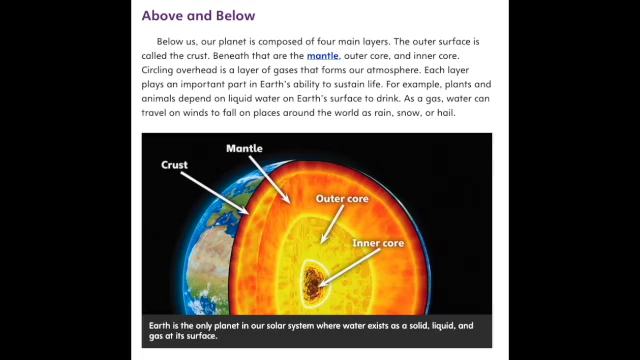 Above and Below
Below us, our planet is composed of four main layers. The outer surface is
called the crust. Beneath that are the mantle, outer core, and inner core.
Circling overhead is a layer of gases that forms our atmosphere. Each layer
plays an important part in Earth's ability to sustain life. For example, plants and
animals depend on liquid water on Earth's surface to drink. As a gas, water can
travel on winds to fall on places around the world as rain, snow, or hail.
Mantle
Crust
Outer core
Inner core
Earth is the only planet in our solar system where water exists as a solid, liquid, and
gas at its surface.